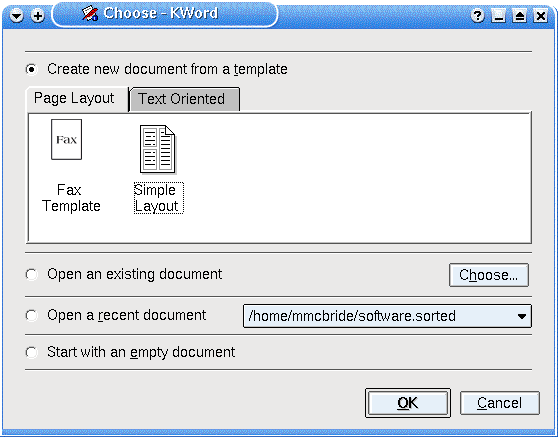 Choose - KWord
?
Create new document from a template
Page Layout
Text Oriented
Fax
Fax
Template
Simple
Layout
Open an existing document
Choose...
Open a recent document
/home/mmcbride/software.sorted
Start with an empty document
OK
Cancel